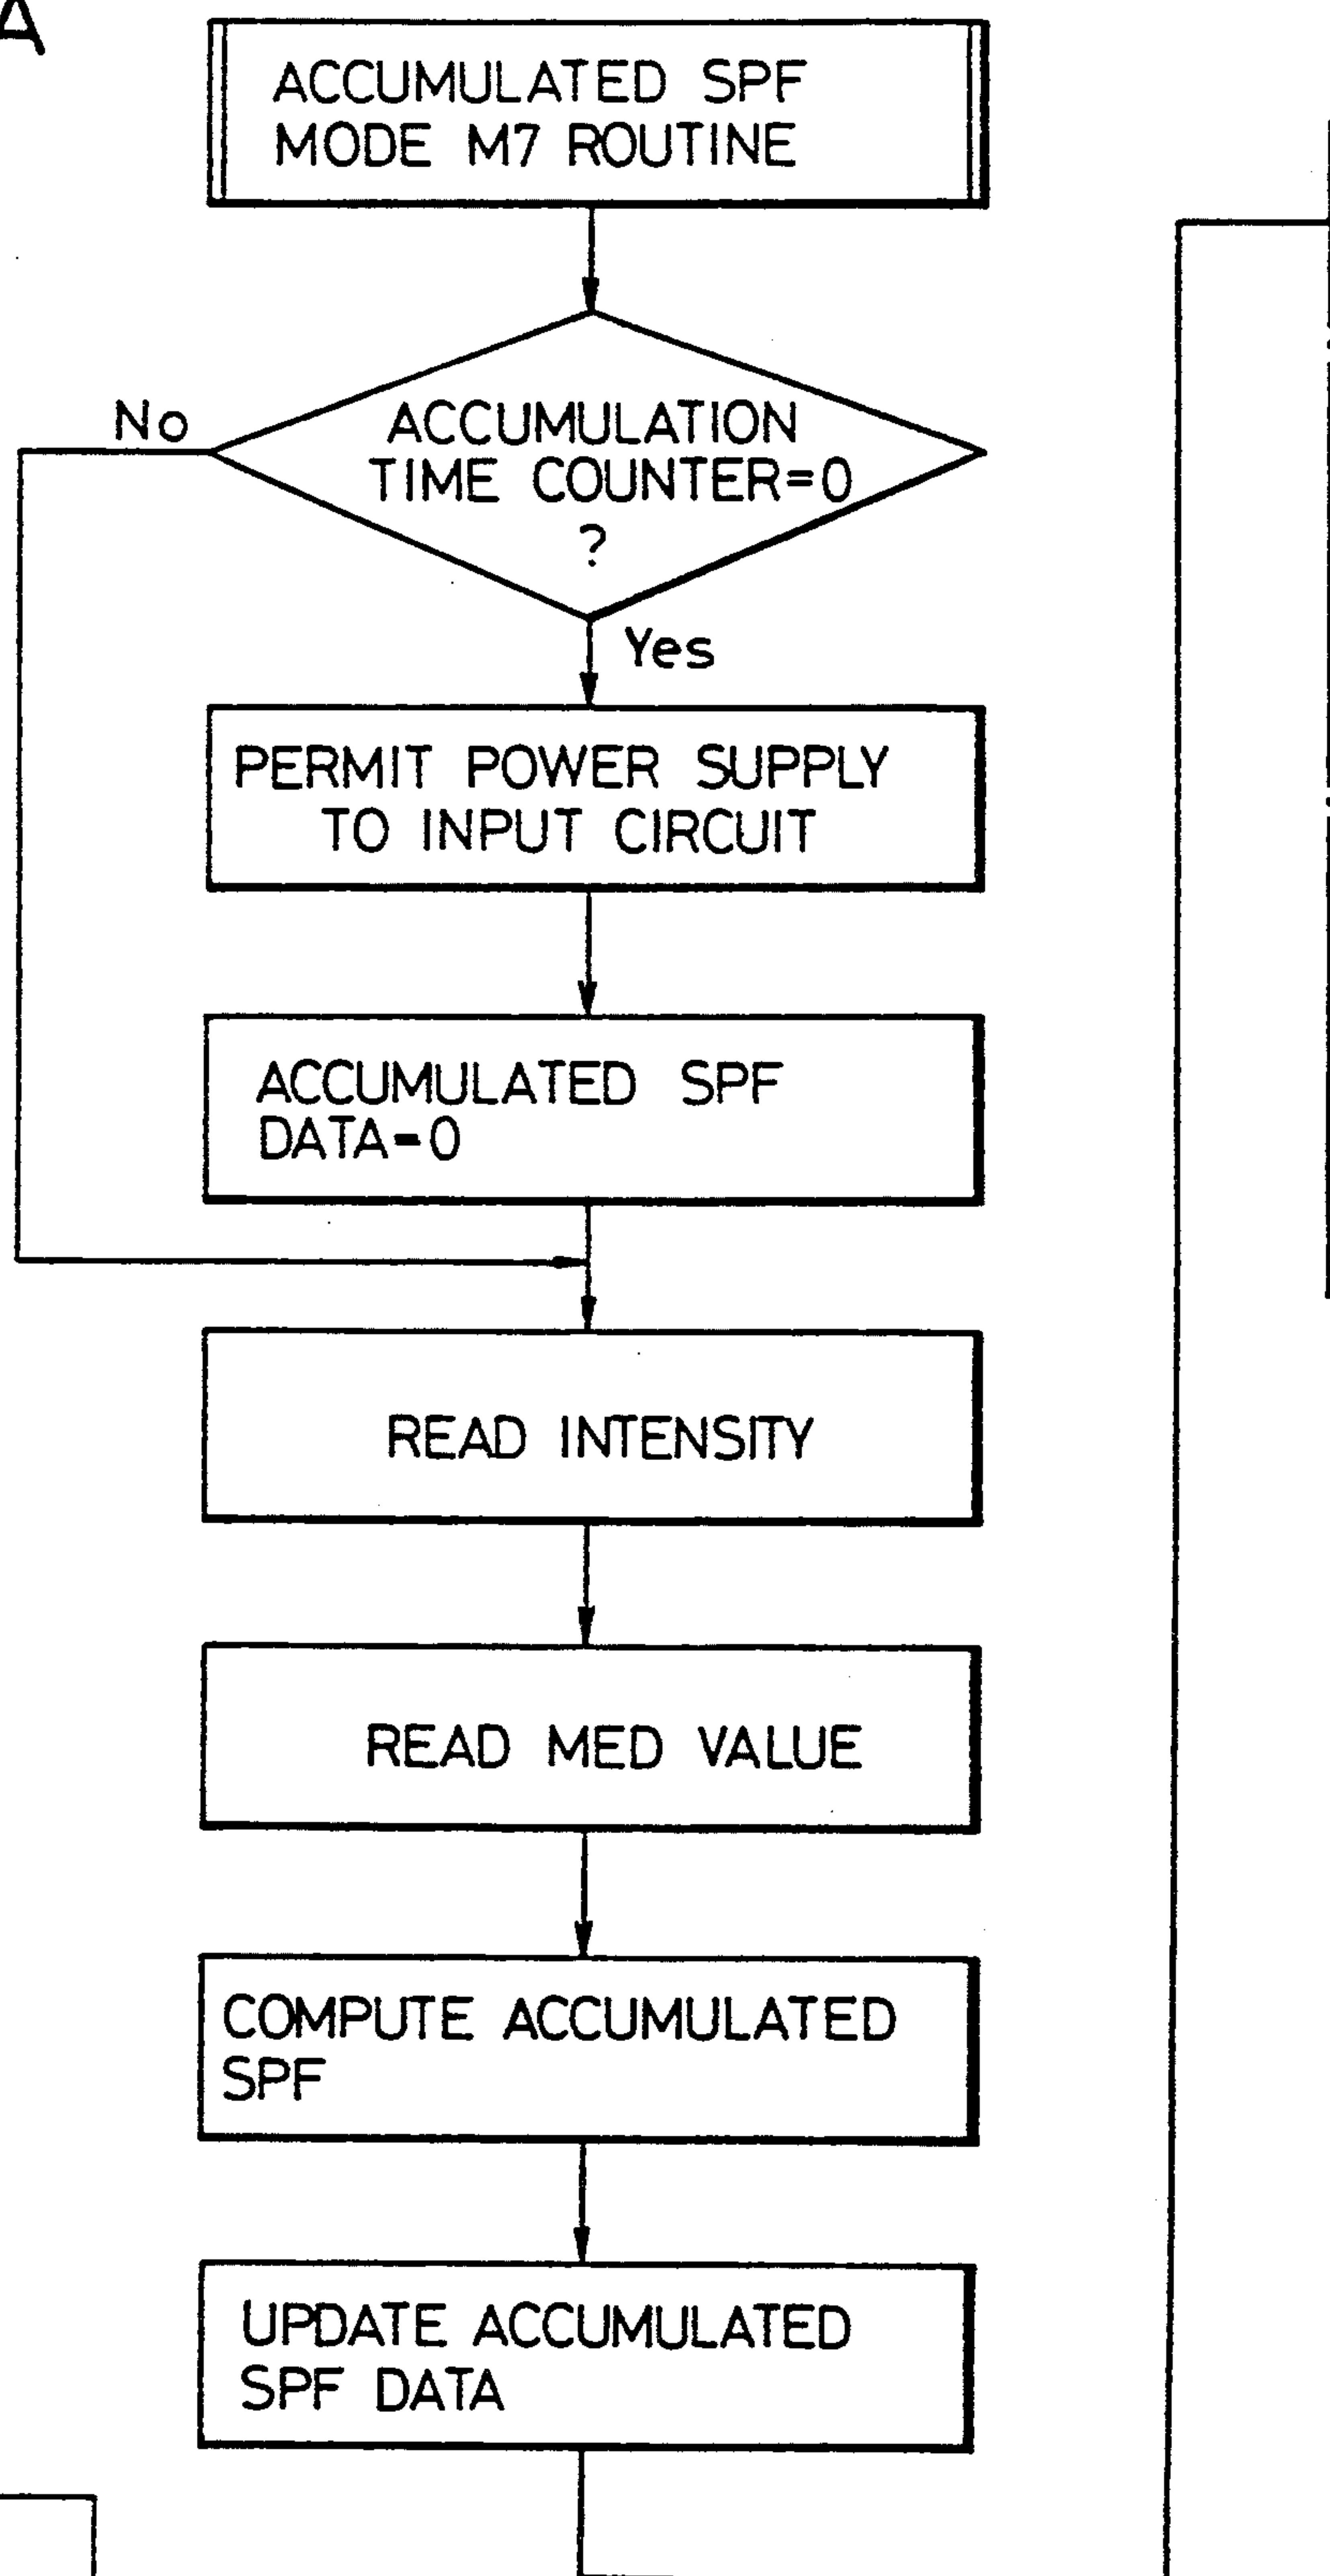 A
ACCUMULATED SPF
MODE M7 ROUTINE
No
ACCUMULATION
TIME COUNTER=0
?
Yes
PERMIT POWER SUPPLY
TO INPUT CIRCUIT
ACCUMULATED SPF
DATA=0
READ INTENSITY
READ MED VALUE
COMPUTE ACCUMULATED
SPF
UPDATE ACCUMULATED
SPF DATA